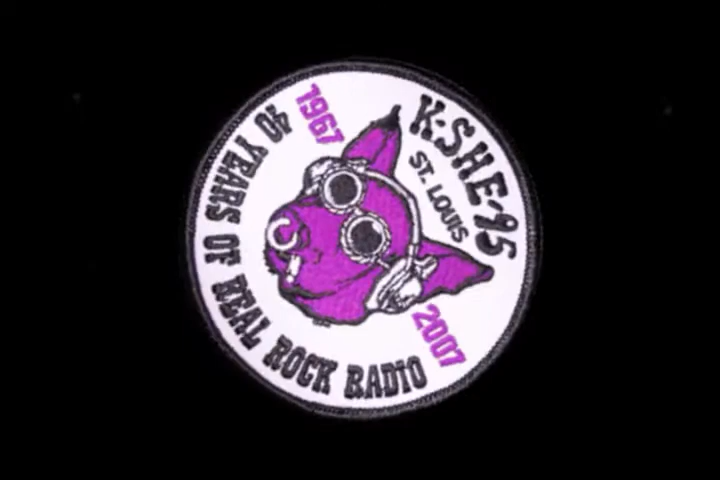 K-SHE-95
ST. LOUIS
1967
2007
40 YEARS OF REAL ROCK RADIO